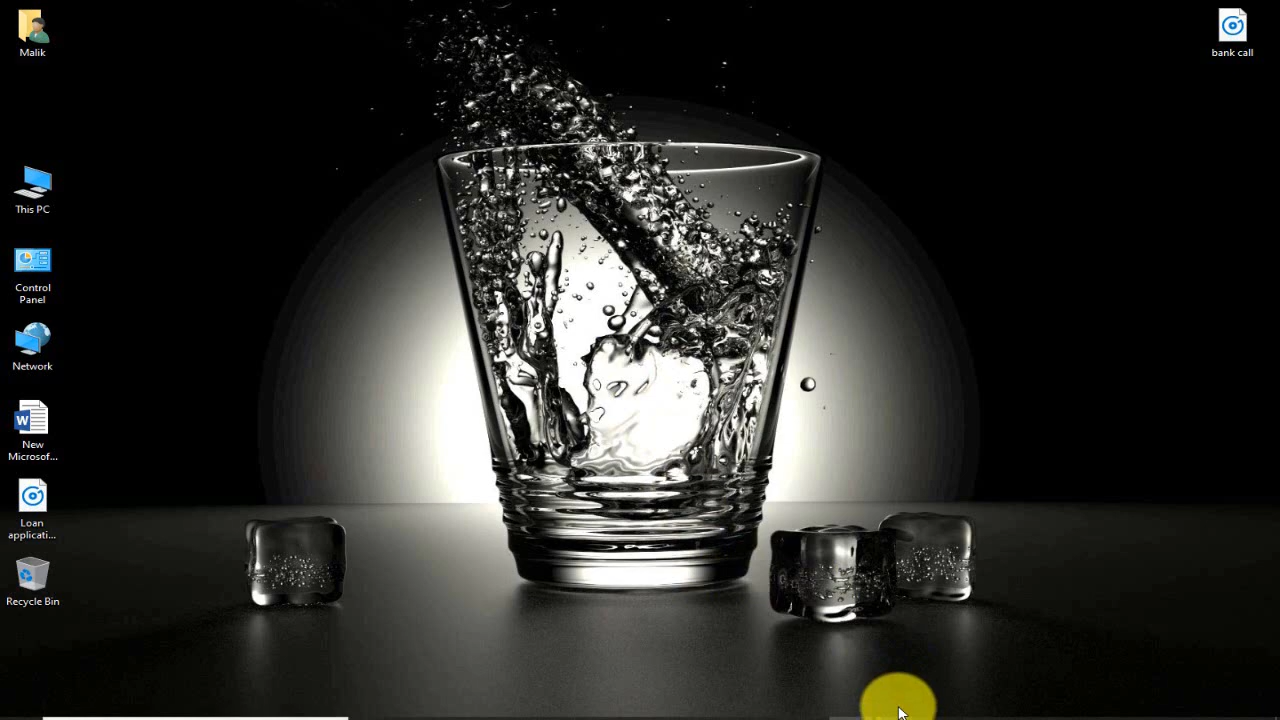 Malik
bank call
This PC
Control
Panel
Network
New
Microsof...
Loan
applicati...
Recycle Bin